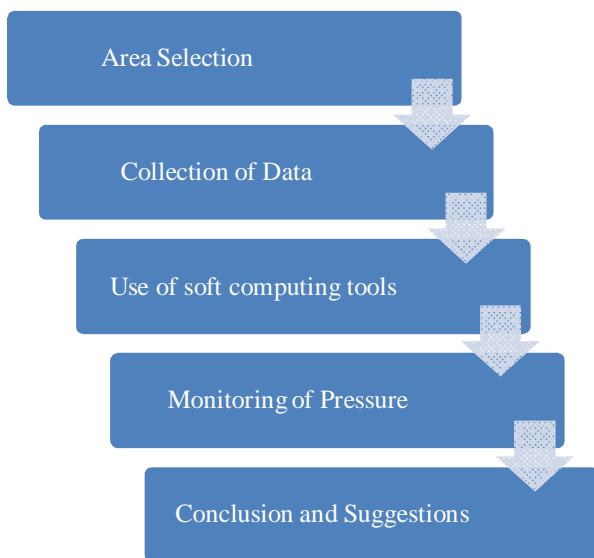 Area Selection
Collection of Data
Use of soft computing tools
Monitoring of Pressure
Conclusion and Suggestions